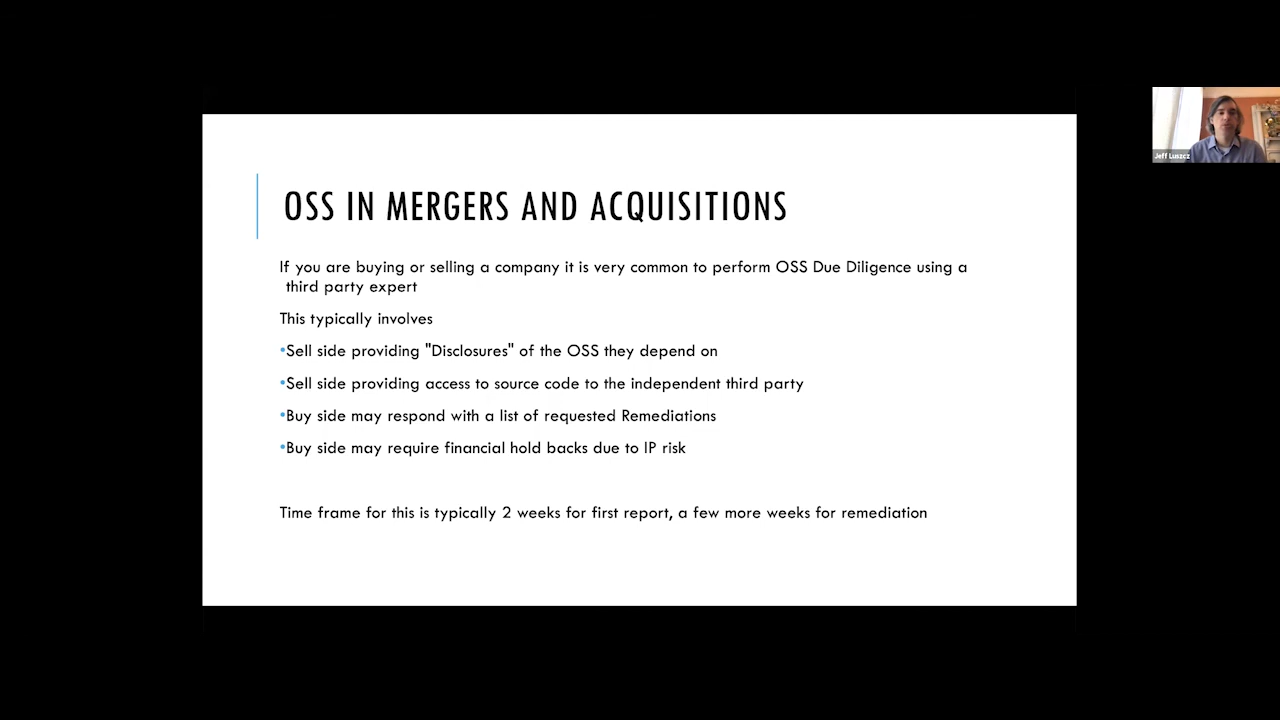 OSS IN MERGERS AND ACQUISITIONS
If you are buying or selling a company it is very common to perform OSS Due Diligence using a
third party expert
This typically involves
•Sell side providing "Disclosures" of the OSS they depend on
•Sell side providing access to source code to the independent third party
•Buy side may respond with a list of requested Remediations
•Buy side may require financial hold backs due to IP risk
Time frame for this is typically 2 weeks for first report, a few more weeks for remediation
Jeff Luszcz